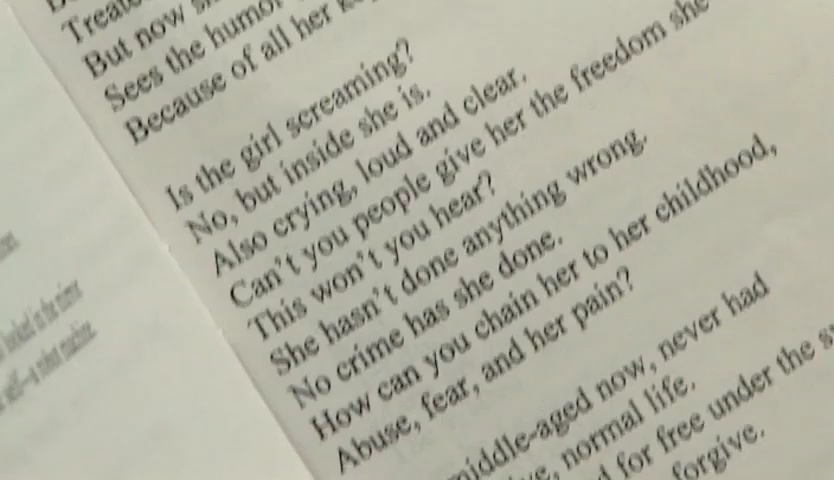 But now
Sees the humor
Because of all her
Is the girl screaming?
No, but inside she is.
Also crying, loud and clear.
Can't you people give her the freedom she
This won't you hear?
She hasn't done anything wrong.
No crime has she done.
How can you chain her to her childhood,
Abuse, fear, and her pain?
middle-aged now, never had
normal life.
for free under the
forgive.